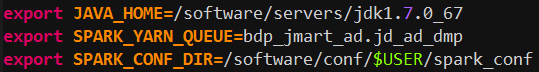 export JAVA_HOME=/software/servers/jdk1.7.0_67
export SPARK_YARN_QUEUE=bdp_jmart_ad.jd_ad_dmp
export SPARK_CONF_DIR=/software/conf/$USER/spark_conf